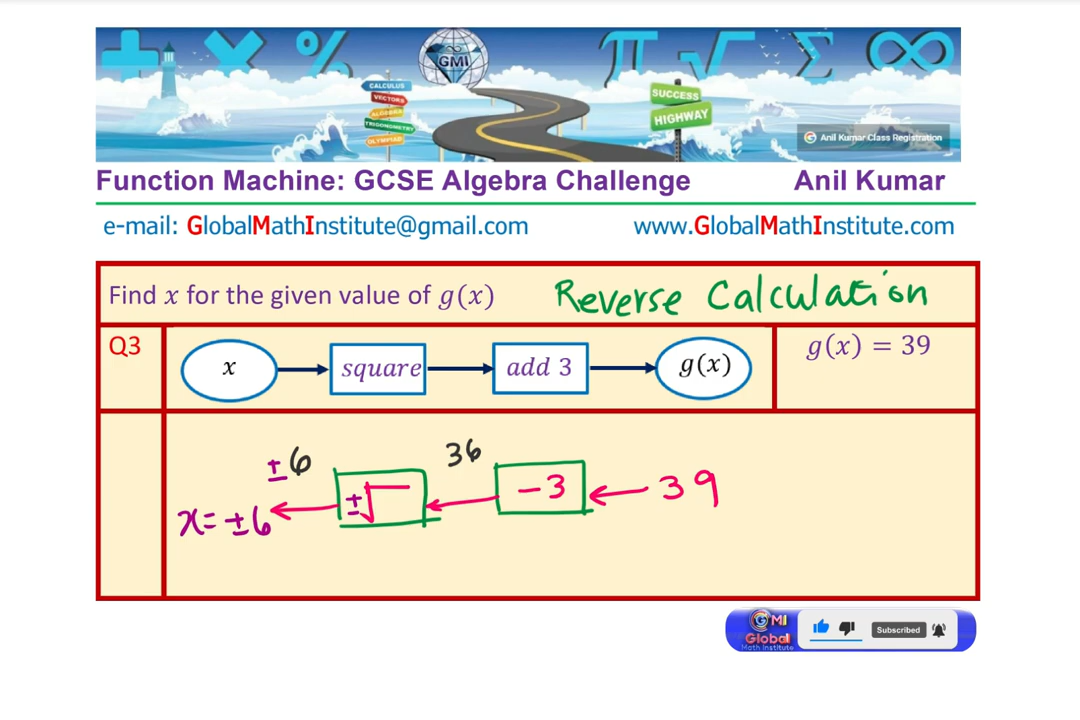 + × % π √ Σ ∞
GMI
CALCULUS
VECTORS
ALGEBRA
TRIGONOMETRY
OLYMPIAD
SUCCESS
HIGHWAY
Anil Kumar Class Registration
Function Machine: GCSE Algebra Challenge Anil Kumar
e-mail: GlobalMathInstitute@gmail.com www.GlobalMathInstitute.com
Find x for the given value of g(x) Reverse Calculation
Q3 x square add 3 g(x) g(x) = 39
±6 36
x = ±6 ±√ −3 39
GMI
Global
Math Institute
Subscribed